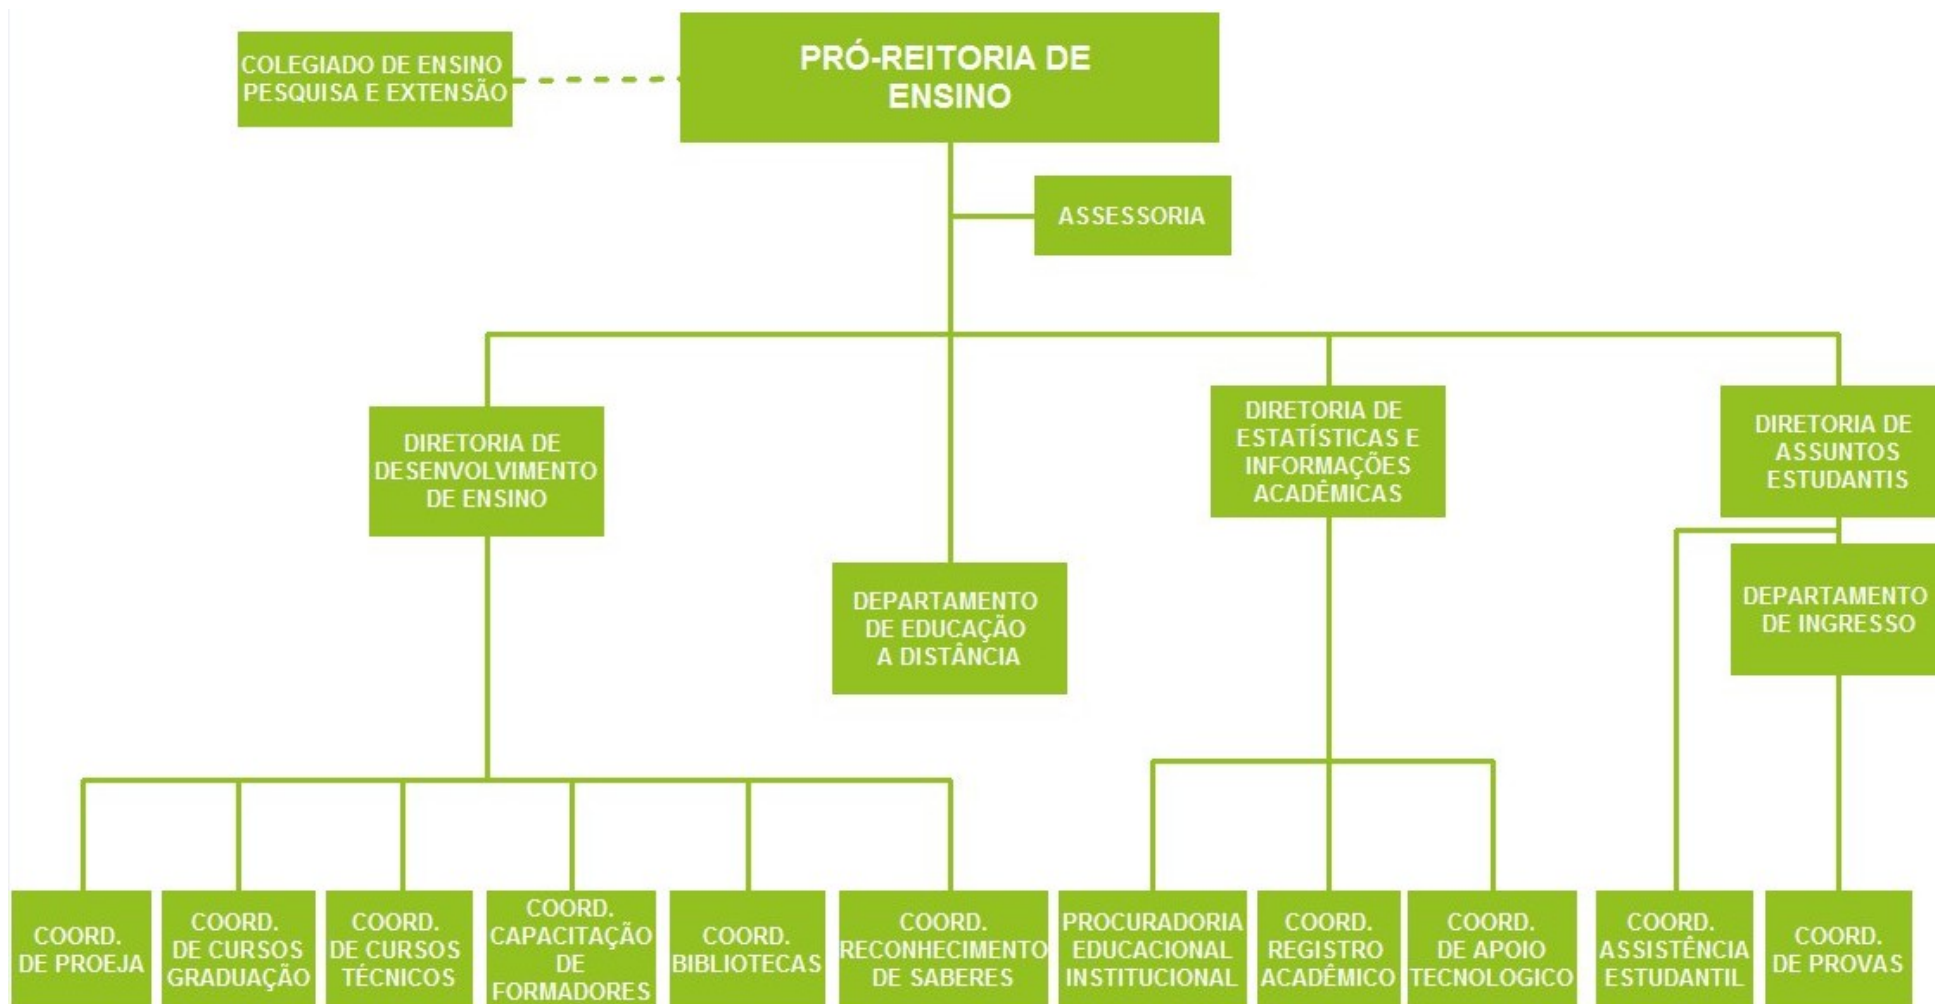 COLEGIADO DE ENSINO
PESQUISA E EXTENSÃO
PRÓ-REITORIA DE
ENSINO
ASSESSORIA
DIRETORIA DE
DESENVOLVIMENTO
DE ENSINO
DEPARTAMENTO
DE EDUCAÇÃO
A DISTÂNCIA
DIRETORIA DE
ESTATÍSTICAS E
INFORMAÇÕES
ACADÊMICAS
DIRETORIA DE
ASSUNTOS
ESTUDANTIS
DEPARTAMENTO
DE INGRESSO
COORD.
DE PROEJA
COORD.
DE CURSOS
GRADUAÇÃO
COORD.
DE CURSOS
TÉCNICOS
COORD.
CAPACITAÇÃO
DE
FORMADORES
COORD.
BIBLIOTECAS
COORD.
RECONHECIMENTO
DE SABERES
PROCURADORIA
EDUCACIONAL
INSTITUCIONAL
COORD.
REGISTRO
ACADÊMICO
COORD.
DE APOIO
TECNOLOGICO
COORD.
ASSISTÊNCIA
ESTUDANTIL
COORD.
DE PROVAS